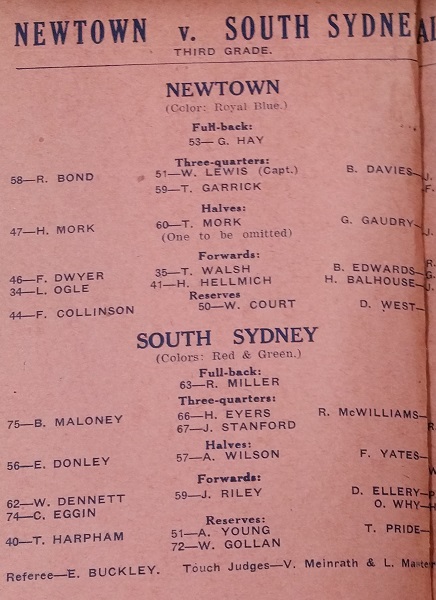 NEWTOWN v. SOUTH SYDNE
THIRD GRADE.
NEWTOWN
(Color: Royal Blue.)
Full-back:
53—G. HAY
Three-quarters:
58—R. BOND 51—W. LEWIS (Capt.) B. DAVIES—
59—T. GARRICK
Halves:
47—H. MORK 60—T. MORK G. GAUDRY—
(One to be omitted)
Forwards:
46—F. DWYER 35—T. WALSH B. EDWARDS—
34—L. OGLE 41—H. HELLMICH H. BALHOUSE—
Reserves
44—F. COLLINSON 50—W. COURT D. WEST—
SOUTH SYDNEY
(Colors: Red & Green.)
Full-back:
63—R. MILLER
Three-quarters:
75—B. MALONEY 66—H. EYERS R. McWILLIAMS—
67—J. STANFORD
Halves:
56—E. DONLEY 57—A. WILSON F. YATES—
Forwards:
62—W. DENNETT 59—J. RILEY D. ELLERY—
74—C. EGGIN O. WHY—
Reserves:
40—T. HARPHAM 51—A. YOUNG T. PRIDE—
72—W. GOLLAN
Referee—E. BUCKLEY. Touch Judges—V. Meinrath & L.